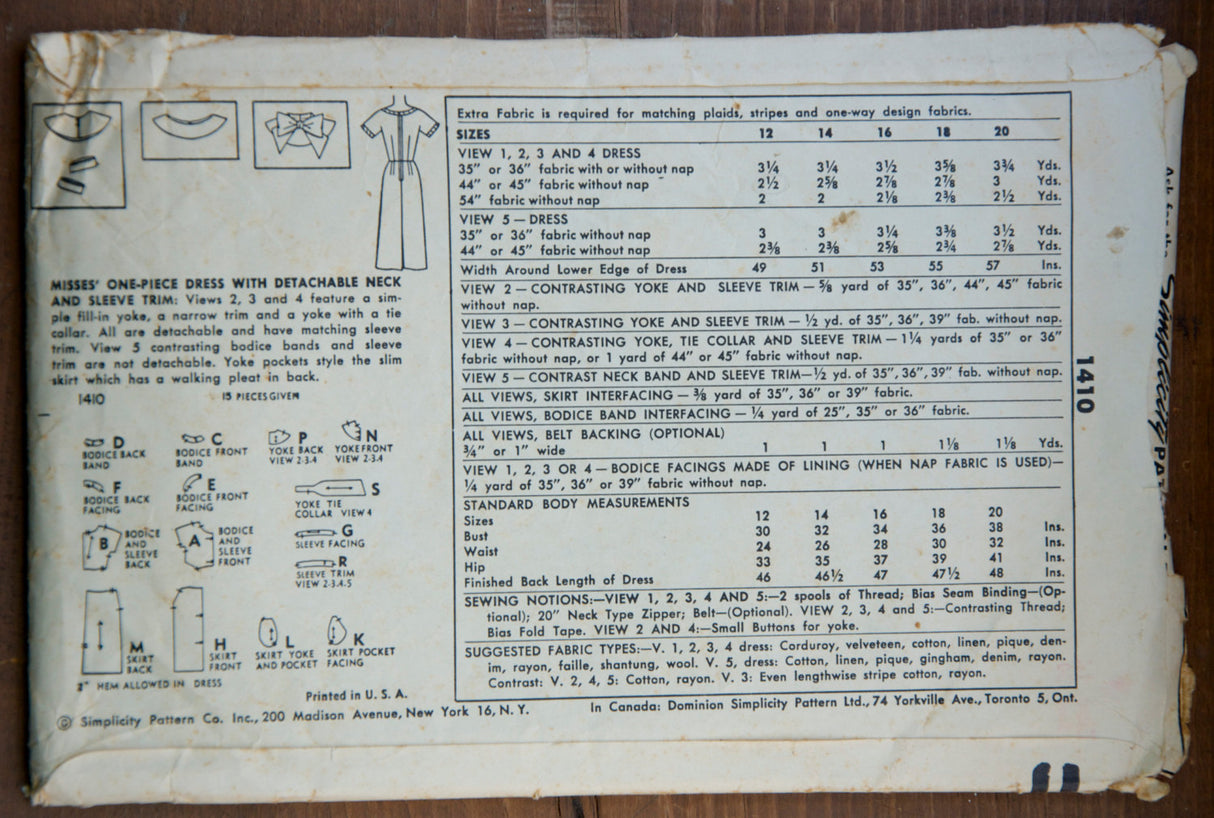 MISSES' ONE-PIECE DRESS WITH DETACHABLE NECK
AND SLEEVE TRIM: Views 2, 3 and 4 feature a sim-
ple fill-in yoke, a narrow trim and a yoke with a tie
collar. All are detachable and have matching sleeve
trim. View 5 contrasting bodice bands and sleeve
trim are not detachable. Yoke pockets style the slim
skirt which has a walking pleat in back.
1410 15 PIECES GIVEN
D BODICE BACK BAND
C BODICE FRONT BAND
P YOKE BACK VIEW 2-3.4
N YOKE FRONT VIEW 2-3.4
F BODICE BACK FACING
E BODICE FRONT FACING
S YOKE TIE COLLAR VIEW 4
B BODICE AND SLEEVE BACK
A BODICE AND SLEEVE FRONT
G SLEEVE FACING
R SLEEVE TRIM VIEW 2-3.4.5
M SKIRT BACK
H SKIRT FRONT
L SKIRT YOKE AND POCKET
K SKIRT POCKET FACING
2" HEM ALLOWED IN DRESS
Printed in U. S. A.
© Simplicity Pattern Co. Inc., 200 Madison Avenue, New York 16, N. Y.
In Canada: Dominion Simplicity Pattern Ltd., 74 Yorkville Ave., Toronto 5, Ont.
Extra Fabric is required for matching plaids, stripes and one-way design fabrics.
SIZES 12 14 16 18 20
VIEW 1, 2, 3 AND 4 DRESS
35" or 36" fabric with or without nap 3¼ 3¼ 3½ 3⅝ 3¾ Yds.
44" or 45" fabric without nap 2½ 2⅝ 2⅞ 2⅞ 3 Yds.
54" fabric without nap 2 2 2⅛ 2⅜ 2½ Yds.
VIEW 5 — DRESS
35" or 36" fabric without nap 3 3 3¼ 3⅜ 3½ Yds.
44" or 45" fabric without nap 2⅜ 2⅜ 2⅝ 2¾ 2⅞ Yds.
Width Around Lower Edge of Dress 49 51 53 55 57 Ins.
VIEW 2 — CONTRASTING YOKE AND SLEEVE TRIM — ⅝ yard of 35", 36", 44", 45" fabric
without nap.
VIEW 3 — CONTRASTING YOKE AND SLEEVE TRIM — ½ yd. of 35", 36", 39" fab. without nap.
VIEW 4 — CONTRASTING YOKE, TIE COLLAR AND SLEEVE TRIM — 1¼ yards of 35" or 36"
fabric without nap, or 1 yard of 44" or 45" fabric without nap.
VIEW 5 — CONTRAST NECK BAND AND SLEEVE TRIM—½ yd. of 35", 36", 39" fab. without nap.
ALL VIEWS, SKIRT INTERFACING — ⅜ yard of 35", 36" or 39" fabric.
ALL VIEWS, BODICE BAND INTERFACING — ¼ yard of 25", 35" or 36" fabric.
ALL VIEWS, BELT BACKING (OPTIONAL)
¾" or 1" wide 1 1 1 1⅛ 1⅛ Yds.
VIEW 1, 2, 3 OR 4 — BODICE FACINGS MADE OF LINING (WHEN NAP FABRIC IS USED)—
¼ yard of 35", 36" or 39" fabric without nap.
STANDARD BODY MEASUREMENTS
Sizes 12 14 16 18 20
Bust 30 32 34 36 38 Ins.
Waist 24 26 28 30 32 Ins.
Hip 33 35 37 39 41 Ins.
Finished Back Length of Dress 46 46½ 47 47½ 48 Ins.
SEWING NOTIONS:—VIEW 1, 2, 3, 4 AND 5:—2 spools of Thread; Bias Seam Binding—(Op-
tional); 20" Neck Type Zipper; Belt—(Optional). VIEW 2, 3, 4 and 5:—Contrasting Thread;
Bias Fold Tape. VIEW 2 AND 4:—Small Buttons for yoke.
SUGGESTED FABRIC TYPES:—V. 1, 2, 3, 4 dress: Corduroy, velveteen, cotton, linen, pique, den-
im, rayon, faille, shantung, wool. V. 5, dress: Cotton, linen, pique, gingham, denim, rayon.
Contrast: V. 2, 4, 5: Cotton, rayon. V. 3: Even lengthwise stripe cotton, rayon.
1410
Simplicity